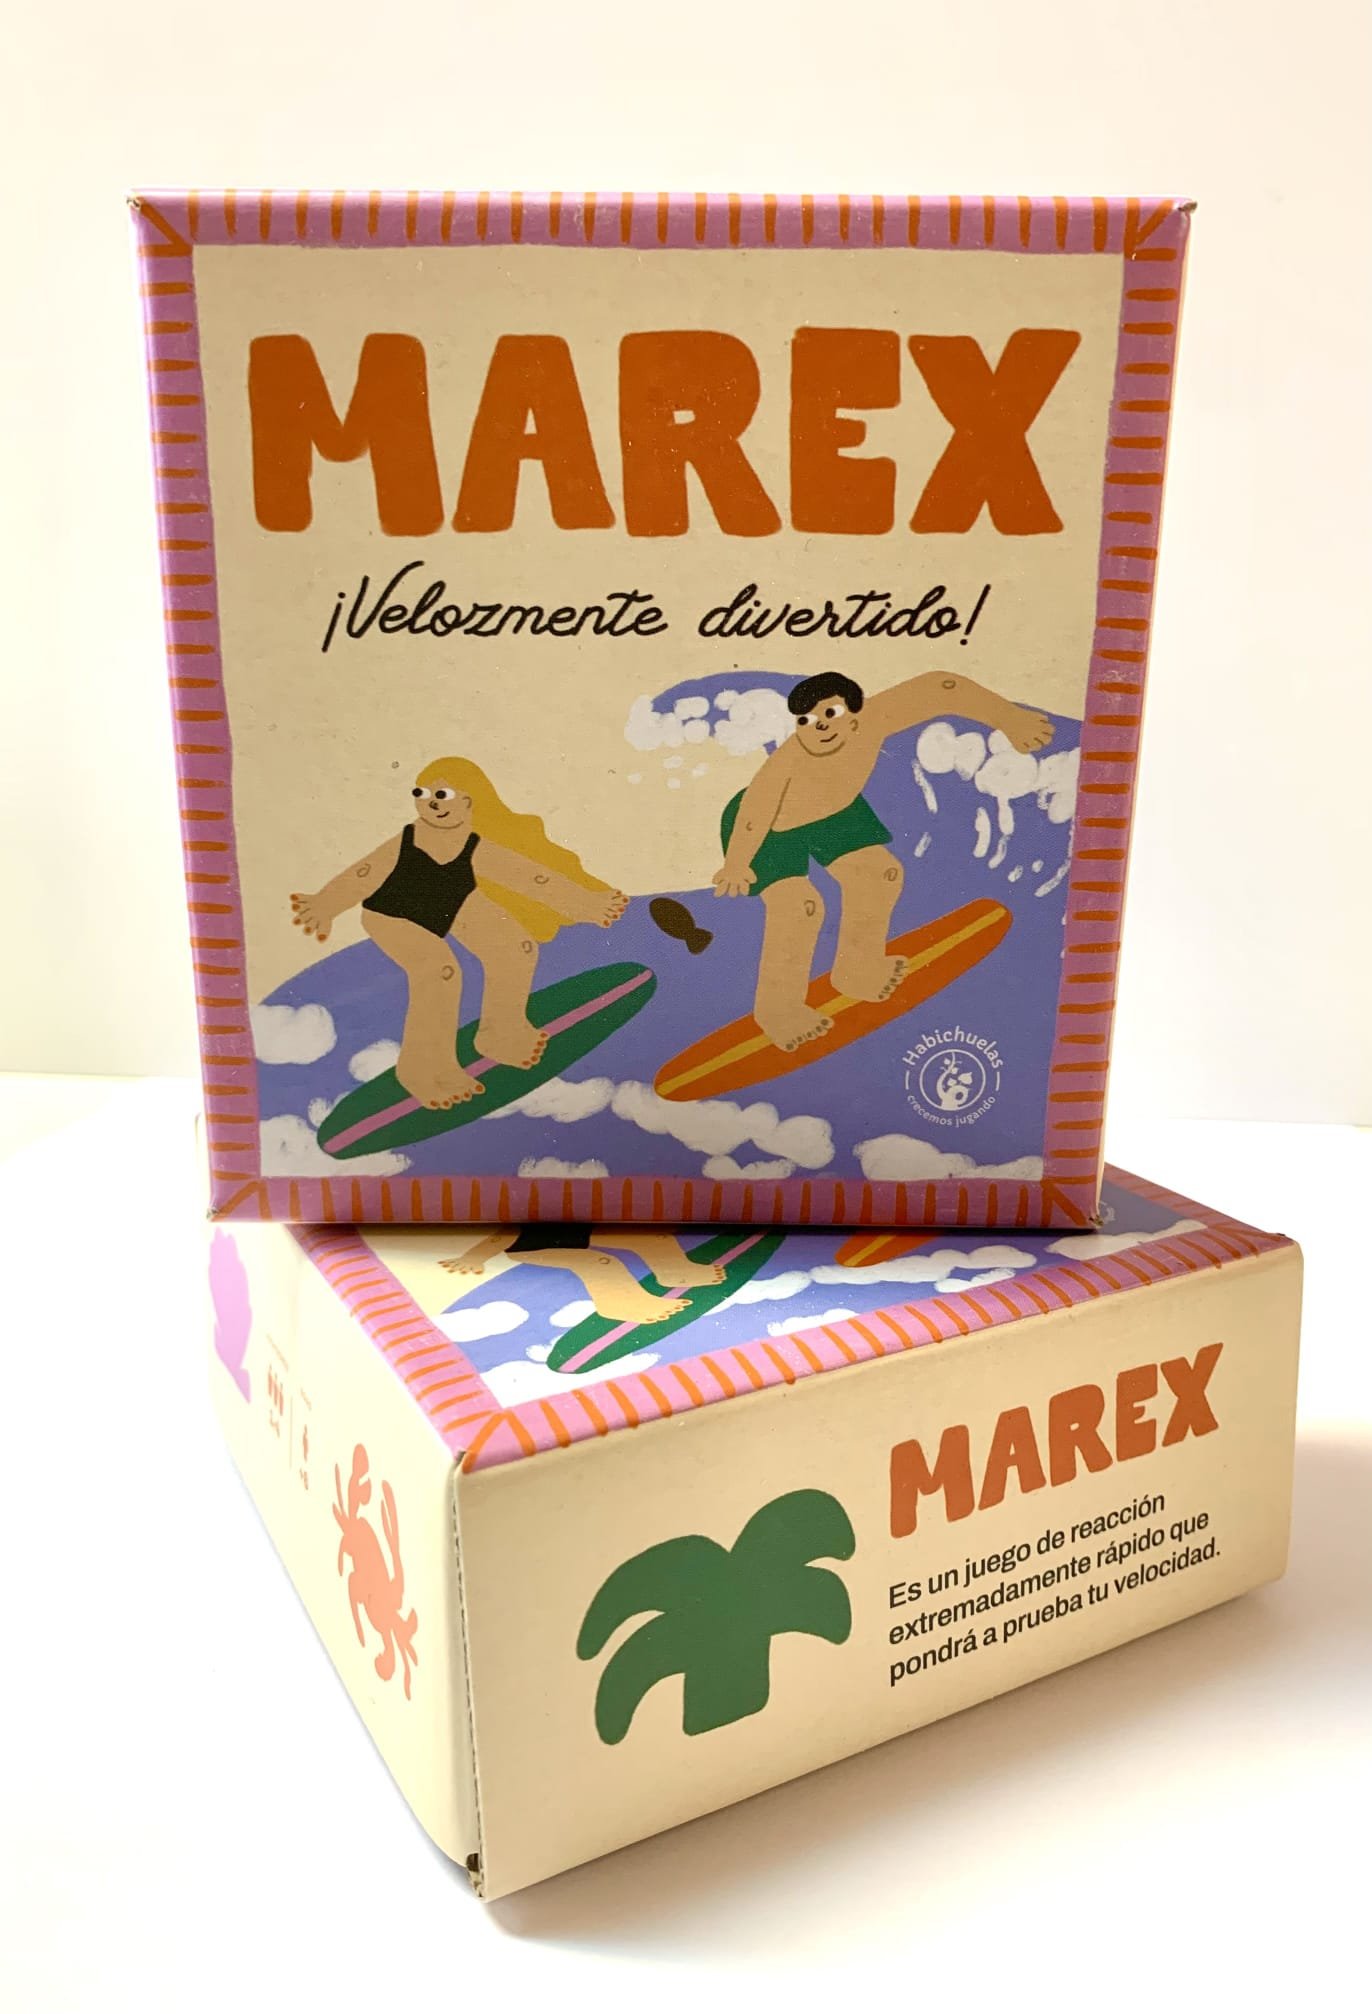 MAREX
¡Velozmente divertido!
Habichuelas
crecemos jugando
MAREX
Es un juego de reacción
extremadamente rápido que
pondrá a prueba tu velocidad.